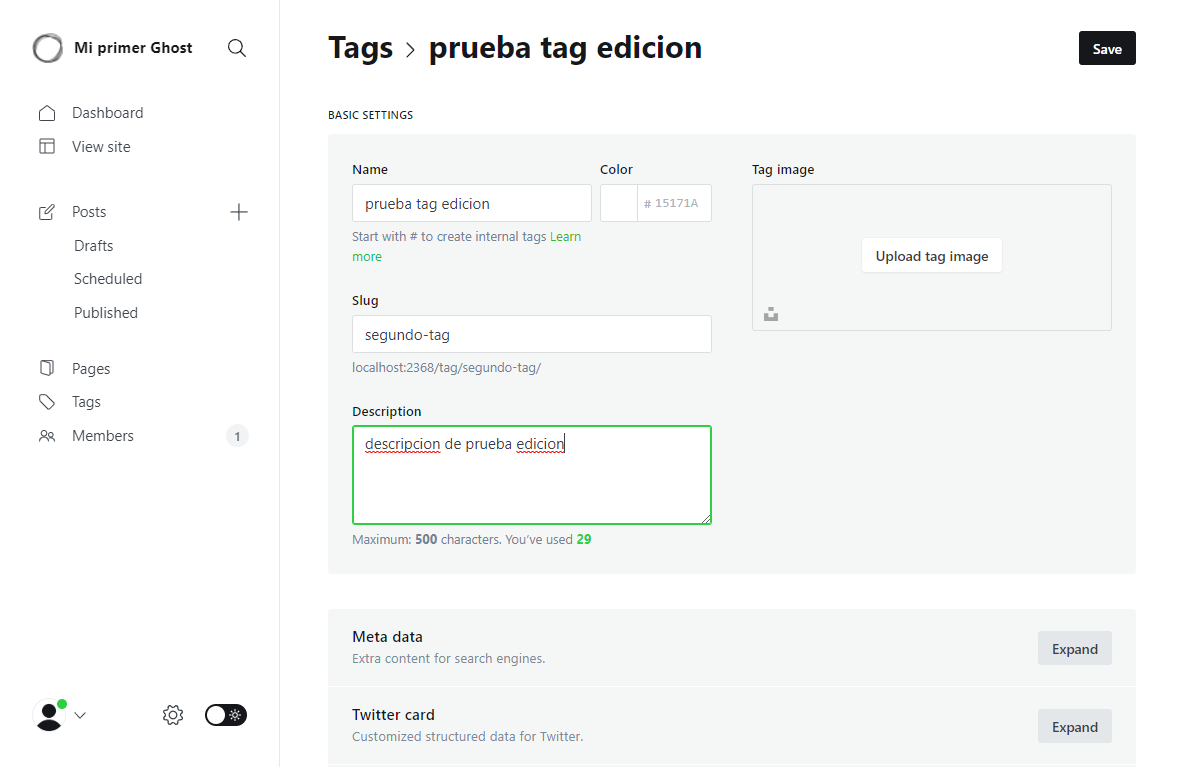 Mi primer Ghost
Dashboard
View site
Posts
Drafts
Scheduled
Published
Pages
Tags
Members
1
Tags > prueba tag edicion
Save
BASIC SETTINGS
Name
prueba tag edicion
Start with # to create internal tags Learn
more
Color
# 15171A
Slug
segundo-tag
localhost:2368/tag/segundo-tag/
Description
descripcion de prueba edicion
Maximum: 500 characters. You’ve used 29
Tag image
Upload tag image
Meta data
Extra content for search engines.
Expand
Twitter card
Customized structured data for Twitter.
Expand